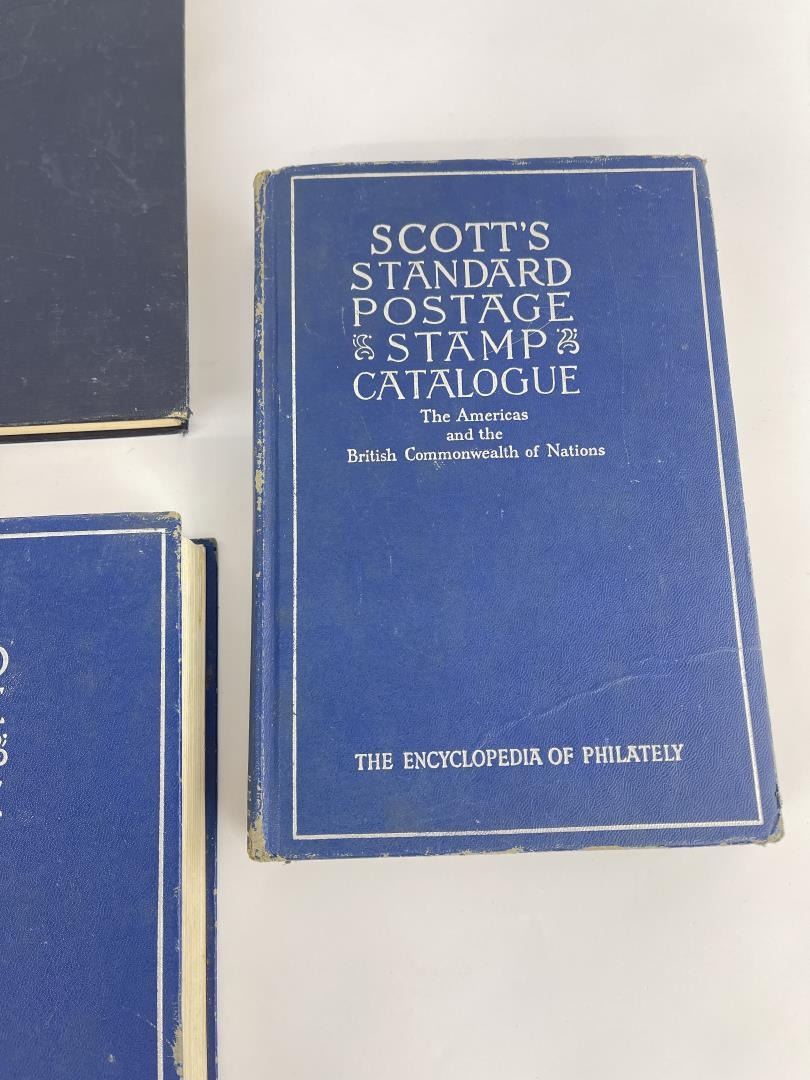 SCOTT'S
STANDARD
POSTAGE
STAMP
CATALOGUE
The Americas
and the
British Commonwealth of Nations
THE ENCYCLOPEDIA OF PHILATELY